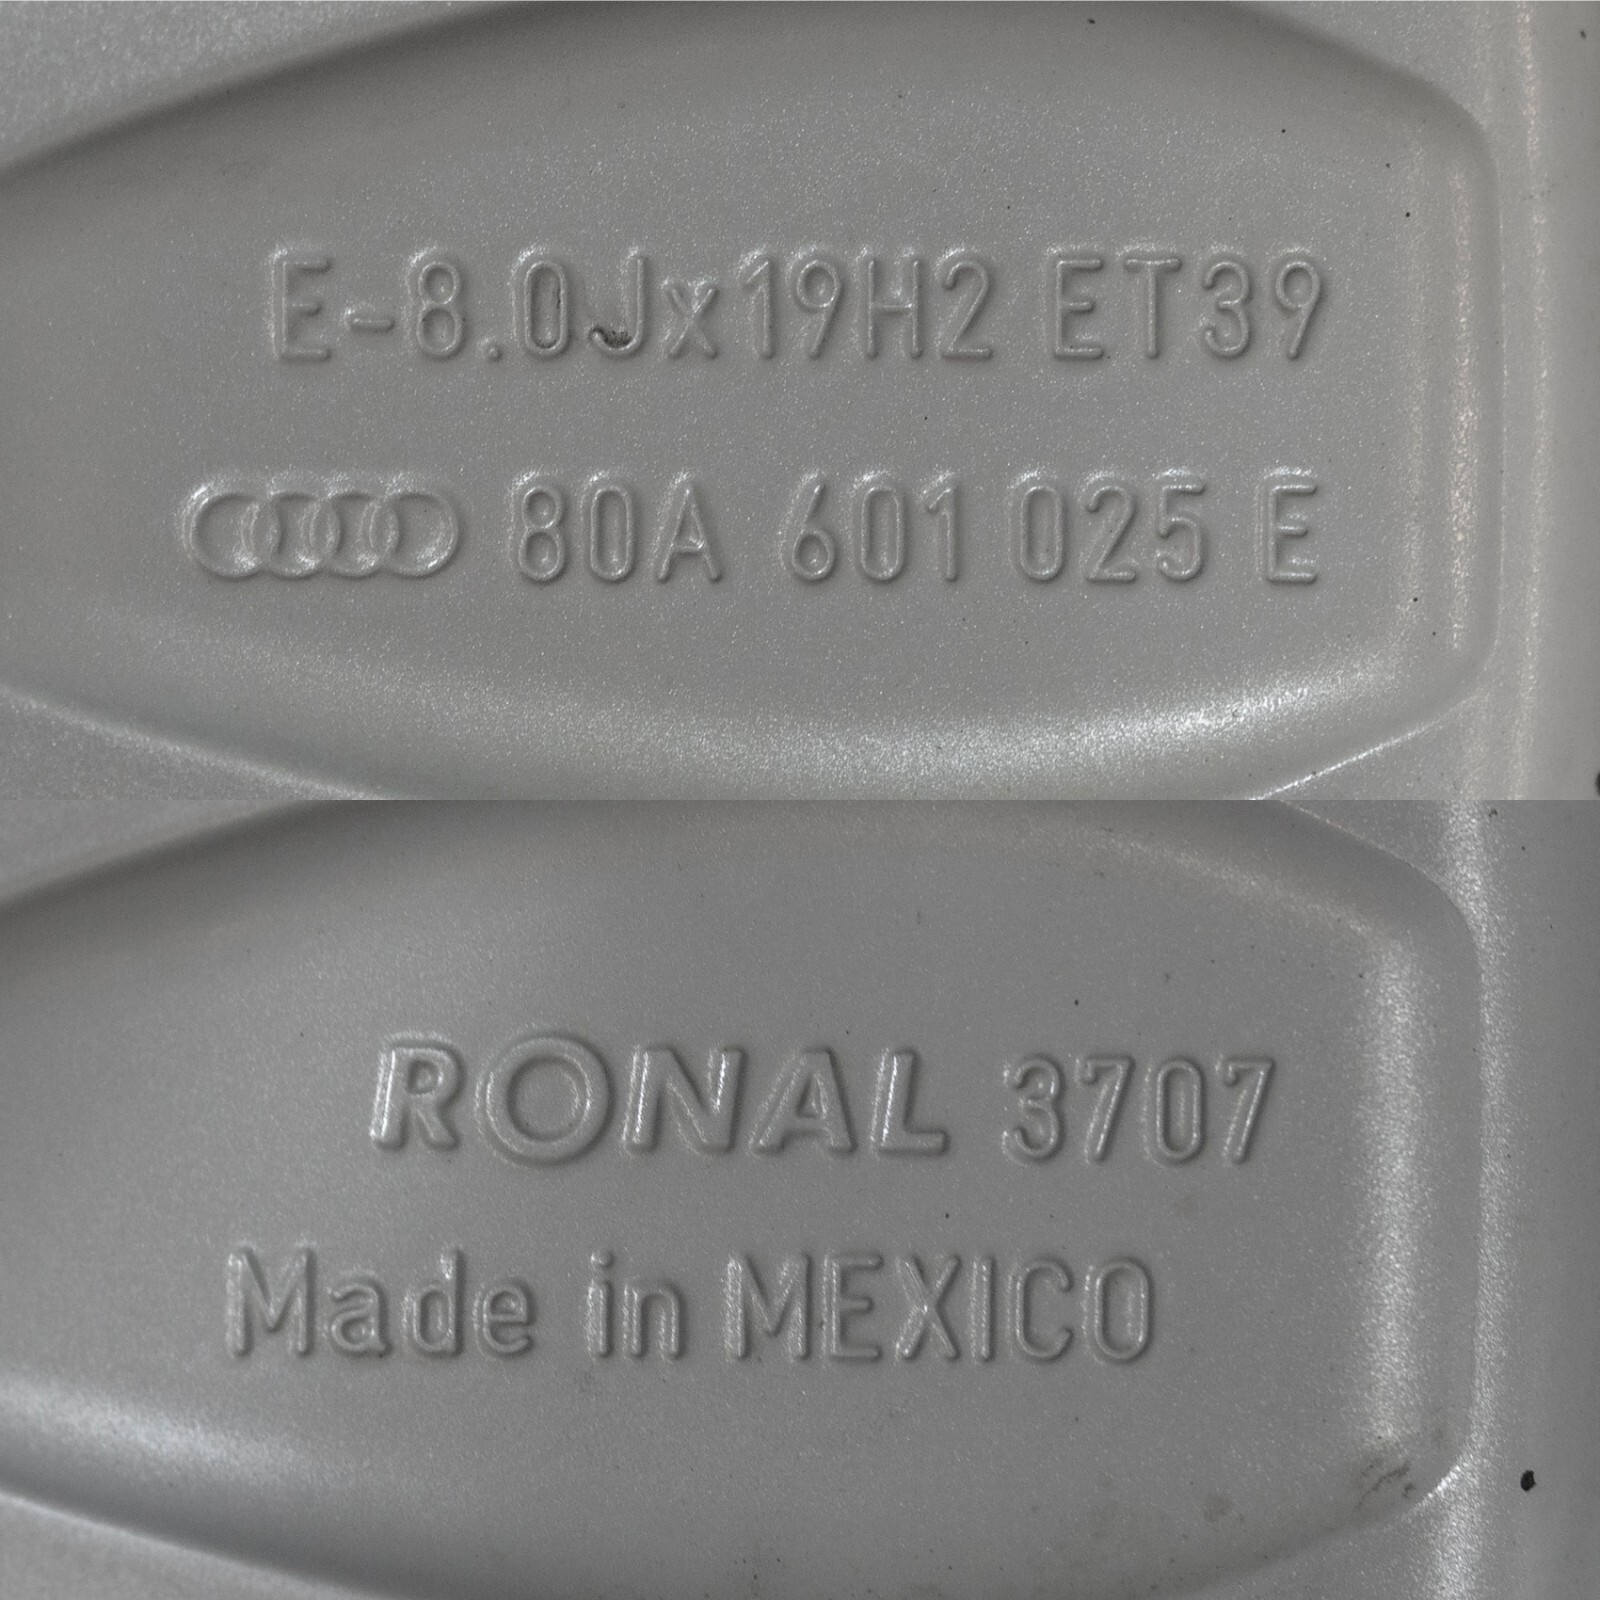 E-8.0Jx19H2 ET39
80A 601 025 E
RONAL 3707
Made in MEXICO